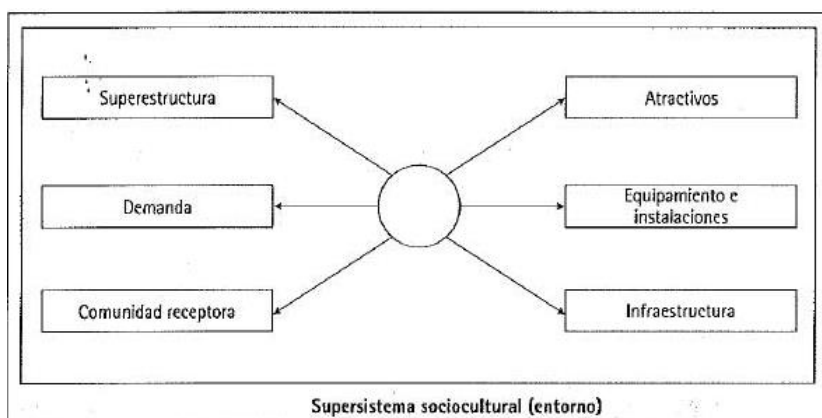 Superestructura
Atractivos
Demanda
Equipamiento e
instalaciones
Comunidad receptora
Infraestructura
Supersistema sociocultural (entorno)